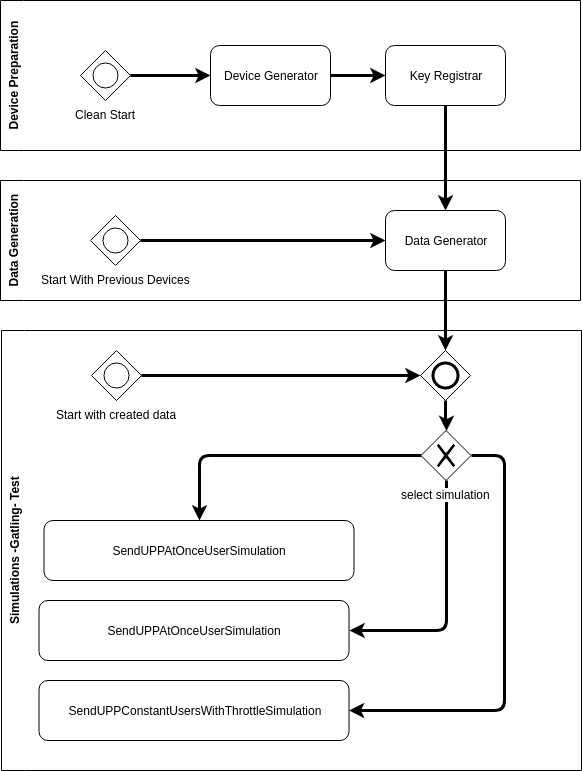 Device Preparation
Device Generator
Key Registrar
Clean Start
Data Generation
Data Generator
Start With Previous Devices
Start with created data
Simulations -Gatling- Test
select simulation
SendUPPAtOnceUserSimulation
SendUPPAtOnceUserSimulation
SendUPPConstantUsersWithThrottleSimulation